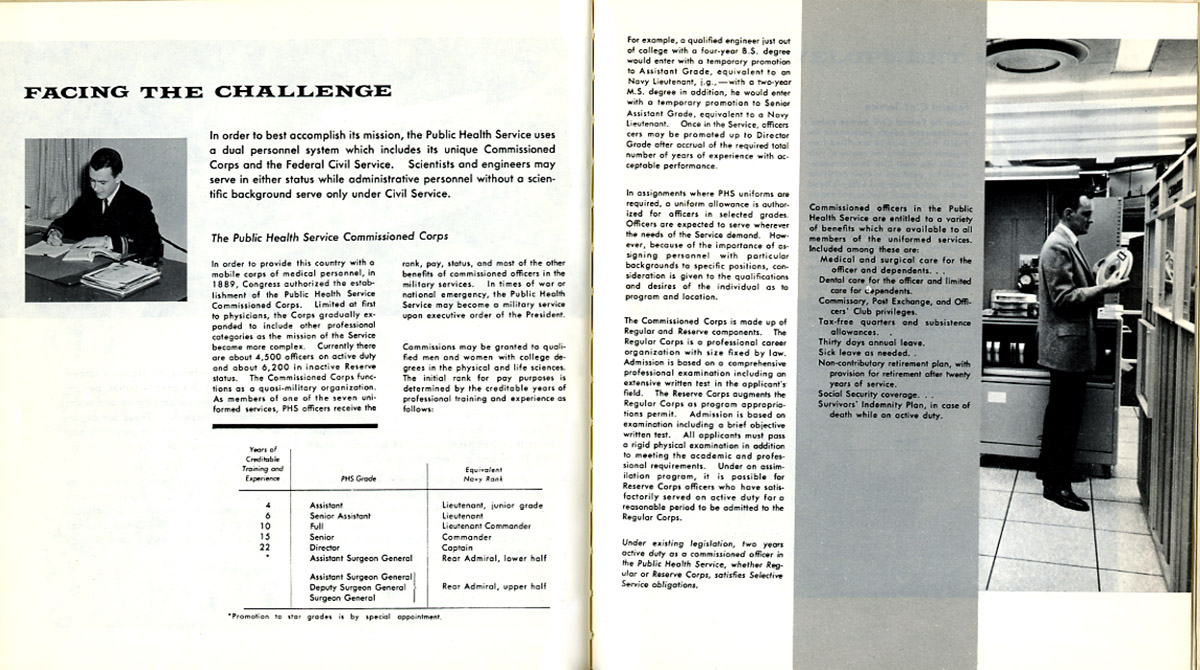 FACING THE CHALLENGE
In order to best accomplish its mission, the Public Health Service uses
a dual personnel system which includes its unique Commissioned
Corps and the Federal Civil Service. Scientists and engineers may
serve in either status while administrative personnel without a scien-
tific background serve only under Civil Service.
The Public Health Service Commissioned Corps
In order to provide this country with a
mobile corps of medical personnel, in
1889, Congress authorized the estab-
lishment of the Public Health Service
Commissioned Corps. Limited at first
to physicians, the Corps gradually ex-
panded to include other professional
categories as the mission of the Service
become more complex. Currently there
are about 4,500 officers on active duty
and about 6,200 in inactive Reserve
status. The Commissioned Corps func-
tions as a quasi-military organization.
As members of one of the seven uni-
formed services, PHS officers receive the
rank, pay, status, and most of the other
benefits of commissioned officers in the
military services. In times of war or
national emergency, the Public Health
Service may become a military service
upon executive order of the President.
Commissions may be granted to quali-
fied men and women with college de-
grees in the physical and life sciences.
The initial rank for pay purposes is
determined by the creditable years of
professional training and experience as
follows:
Years of
Creditable
Training and
Experience
PHS Grade
Equivalent
Navy Rank
4 Assistant Lieutenant, junior grade
6 Senior Assistant Lieutenant
10 Full Lieutenant Commander
15 Senior Commander
22 Director Captain
* Assistant Surgeon General Rear Admiral, lower half
Assistant Surgeon General
Deputy Surgeon General Rear Admiral, upper half
Surgeon General
*Promotion to star grades is by special appointment.
For example, a qualified engineer just out
of college with a four-year B.S. degree
would enter with a temporary promotion
to Assistant Grade, equivalent to an
Navy Lieutenant, j.g.,—with a two-year
M.S. degree in addition, he would enter
with a temporary promotion to Senior
Assistant Grade, equivalent to a Navy
Lieutenant. Once in the Service, officers
cers may be promoted up to Director
Grade after accrual of the required total
number of years of experience with ac-
ceptable performance.
In assignments where PHS uniforms are
required, a uniform allowance is author-
ized for officers in selected grades.
Officers are expected to serve wherever
the needs of the Service demand. How-
ever, because of the importance of as-
signing personnel with particular
backgrounds to specific positions, con-
sideration is given to the qualifications
and desires of the individual as to
program and location.
The Commissioned Corps is made up of
Regular and Reserve components. The
Regular Corps is a professional career
organization with size fixed by law.
Admission is based on a comprehensive
professional examination including an
extensive written test in the applicant's
field. The Reserve Corps augments the
Regular Corps as program appropria-
tions permit. Admission is based on
examination including a brief objective
written test. All applicants must pass
a rigid physical examination in addition
to meeting the academic and profes-
sional requirements. Under an assim-
ilation program, it is possible for
Reserve Corps officers who have satis-
factorily served on active duty for a
reasonable period to be admitted to the
Regular Corps.
Under existing legislation, two years
active duty as a commissioned officer in
the Public Health Service, whether Reg-
ular or Reserve Corps, satisfies Selective
Service obligations.
Commissioned officers in the Public
Health Service are entitled to a variety
of benefits which are available to all
members of the uniformed services.
Included among these are:
Medical and surgical care for the
officer and dependents. . .
Dental care for the officer and limited
care for dependents.
Commissary, Post Exchange, and Offi-
cers' Club privileges.
Tax-free quarters and subsistence
allowances. .
Thirty days annual leave.
Sick leave as needed. .
Non-contributory retirement plan, with
provision for retirement after twenty
years of service.
Social Security coverage. . .
Survivors' Indemnity Plan, in case of
death while on active duty.